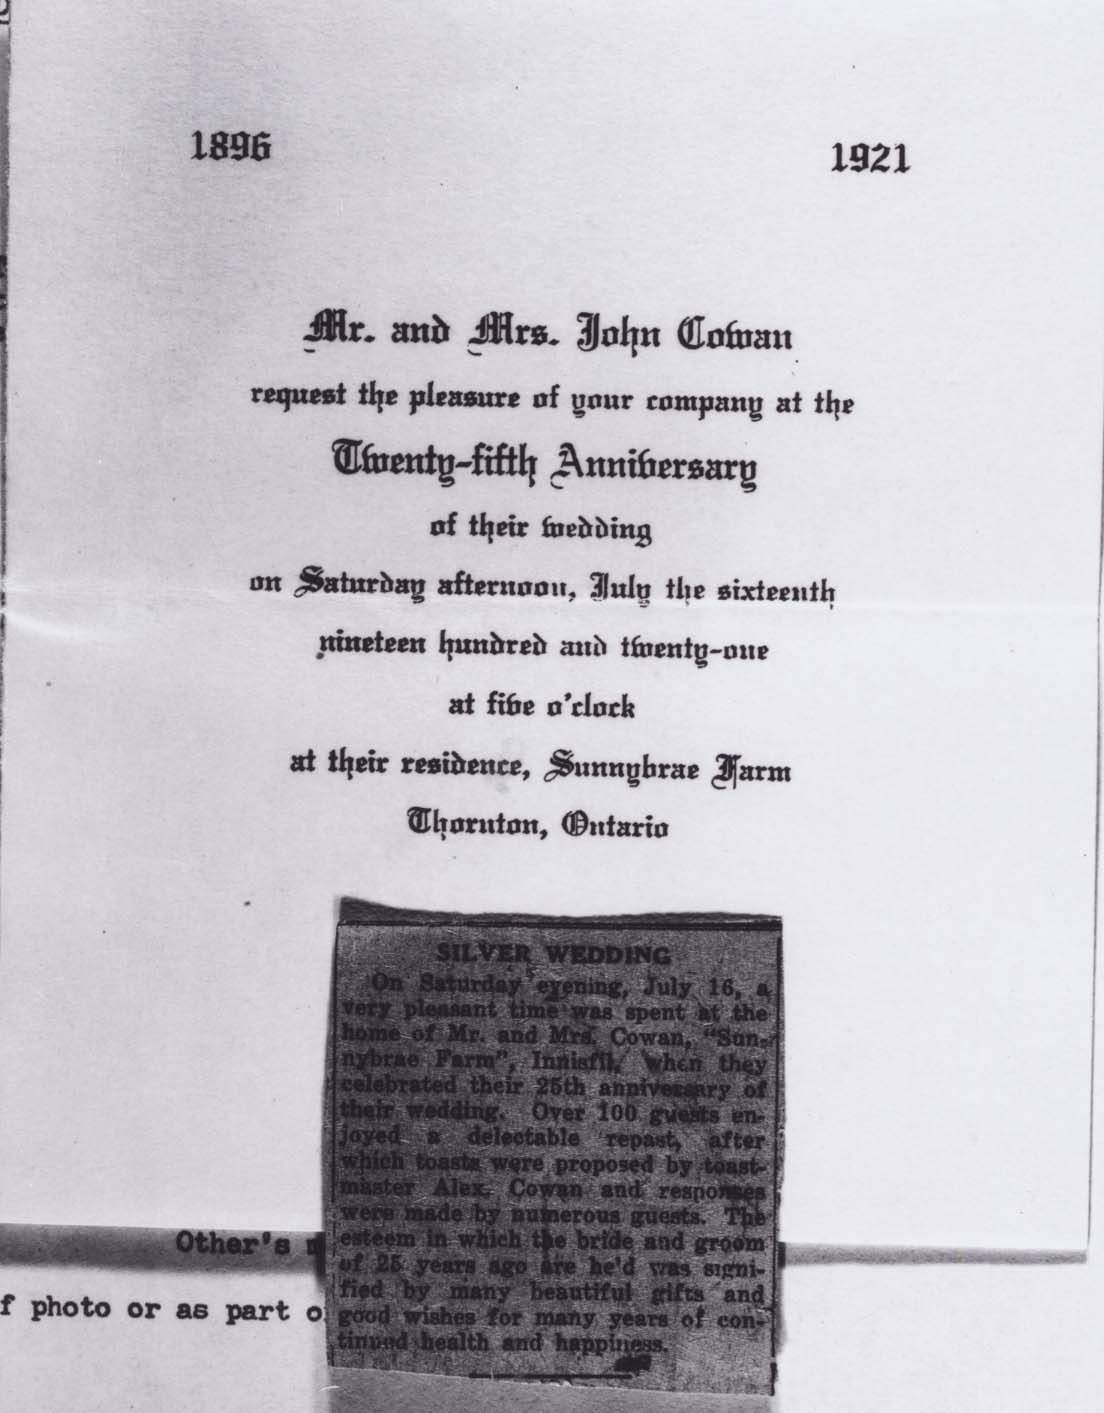 1896 1921
Mr. and Mrs. John Cowan
request the pleasure of your company at the
Twenty-fifth Anniversary
of their wedding
on Saturday afternoon, July the sixteenth
nineteen hundred and twenty-one
at five o'clock
at their residence, Sunnybrae Farm
Thornton, Ontario
SILVER WEDDING
On Saturday evening, July 16, a
very pleasant time was spent at the
home of Mr. and Mrs. Cowan, "Sun-
nybrae Farm", Innisfil, when they
celebrated their 25th anniversary of
their wedding. Over 100 guests en-
joyed a delectable repast, after
which toasts were proposed by toast-
master Alex. Cowan and responses
were made by numerous guests. The
esteem in which the bride and groom
of 25 years ago are he'd was signi-
fied by many beautiful gifts and
good wishes for many years of con-
tinued health and happiness.
Other's
f photo or as part o